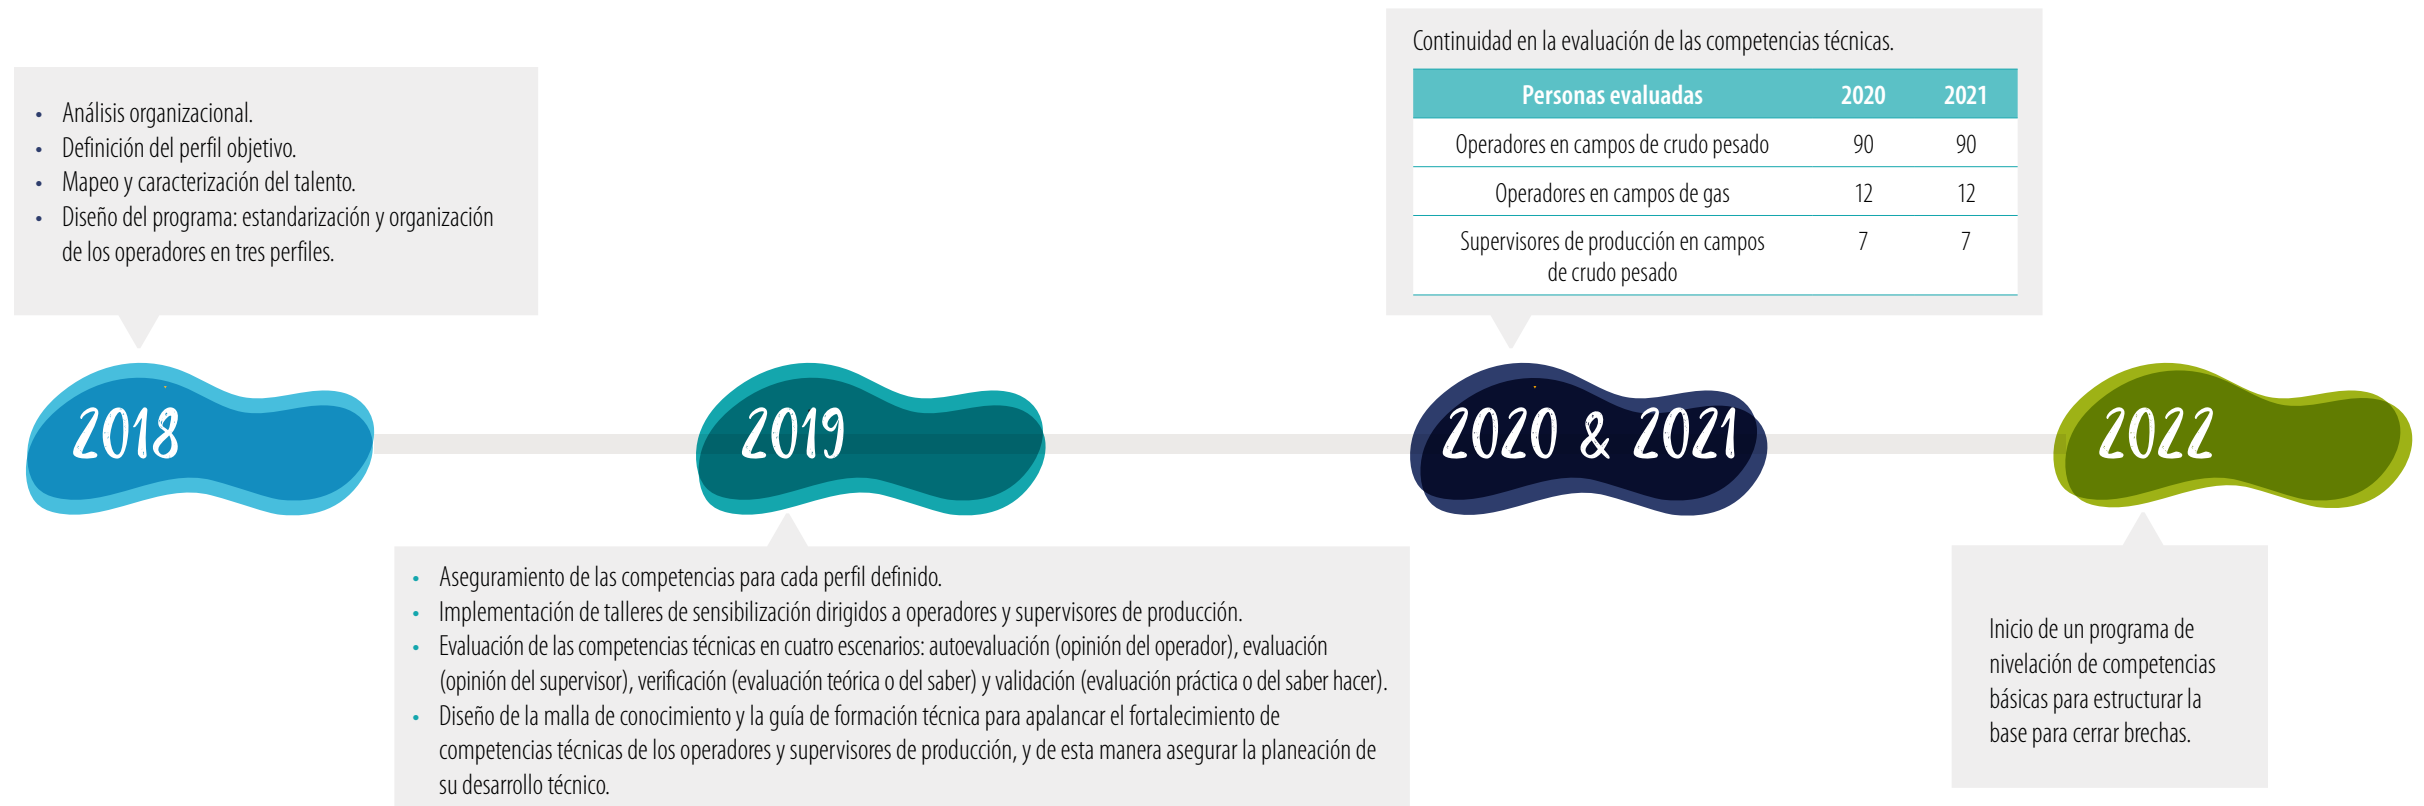 • Análisis organizacional.
• Definición del perfil objetivo.
• Mapeo y caracterización del talento.
• Diseño del programa: estandarización y organización
de los operadores en tres perfiles.
2018
2019
• Aseguramiento de las competencias para cada perfil definido.
• Implementación de talleres de sensibilización dirigidos a operadores y supervisores de producción.
• Evaluación de las competencias técnicas en cuatro escenarios: autoevaluación (opinión del operador), evaluación
(opinión del supervisor), verificación (evaluación teórica o del saber) y validación (evaluación práctica o del saber hacer).
• Diseño de la malla de conocimiento y la guía de formación técnica para apalancar el fortalecimiento de
competencias técnicas de los operadores y supervisores de producción, y de esta manera asegurar la planeación de
su desarrollo técnico.
Continuidad en la evaluación de las competencias técnicas.
Personas evaluadas 2020 2021
Operadores en campos de crudo pesado 90 90
Operadores en campos de gas 12 12
Supervisores de producción en campos 7 7
de crudo pesado
2020 & 2021
2022
Inicio de un programa de
nivelación de competencias
básicas para estructurar la
base para cerrar brechas.